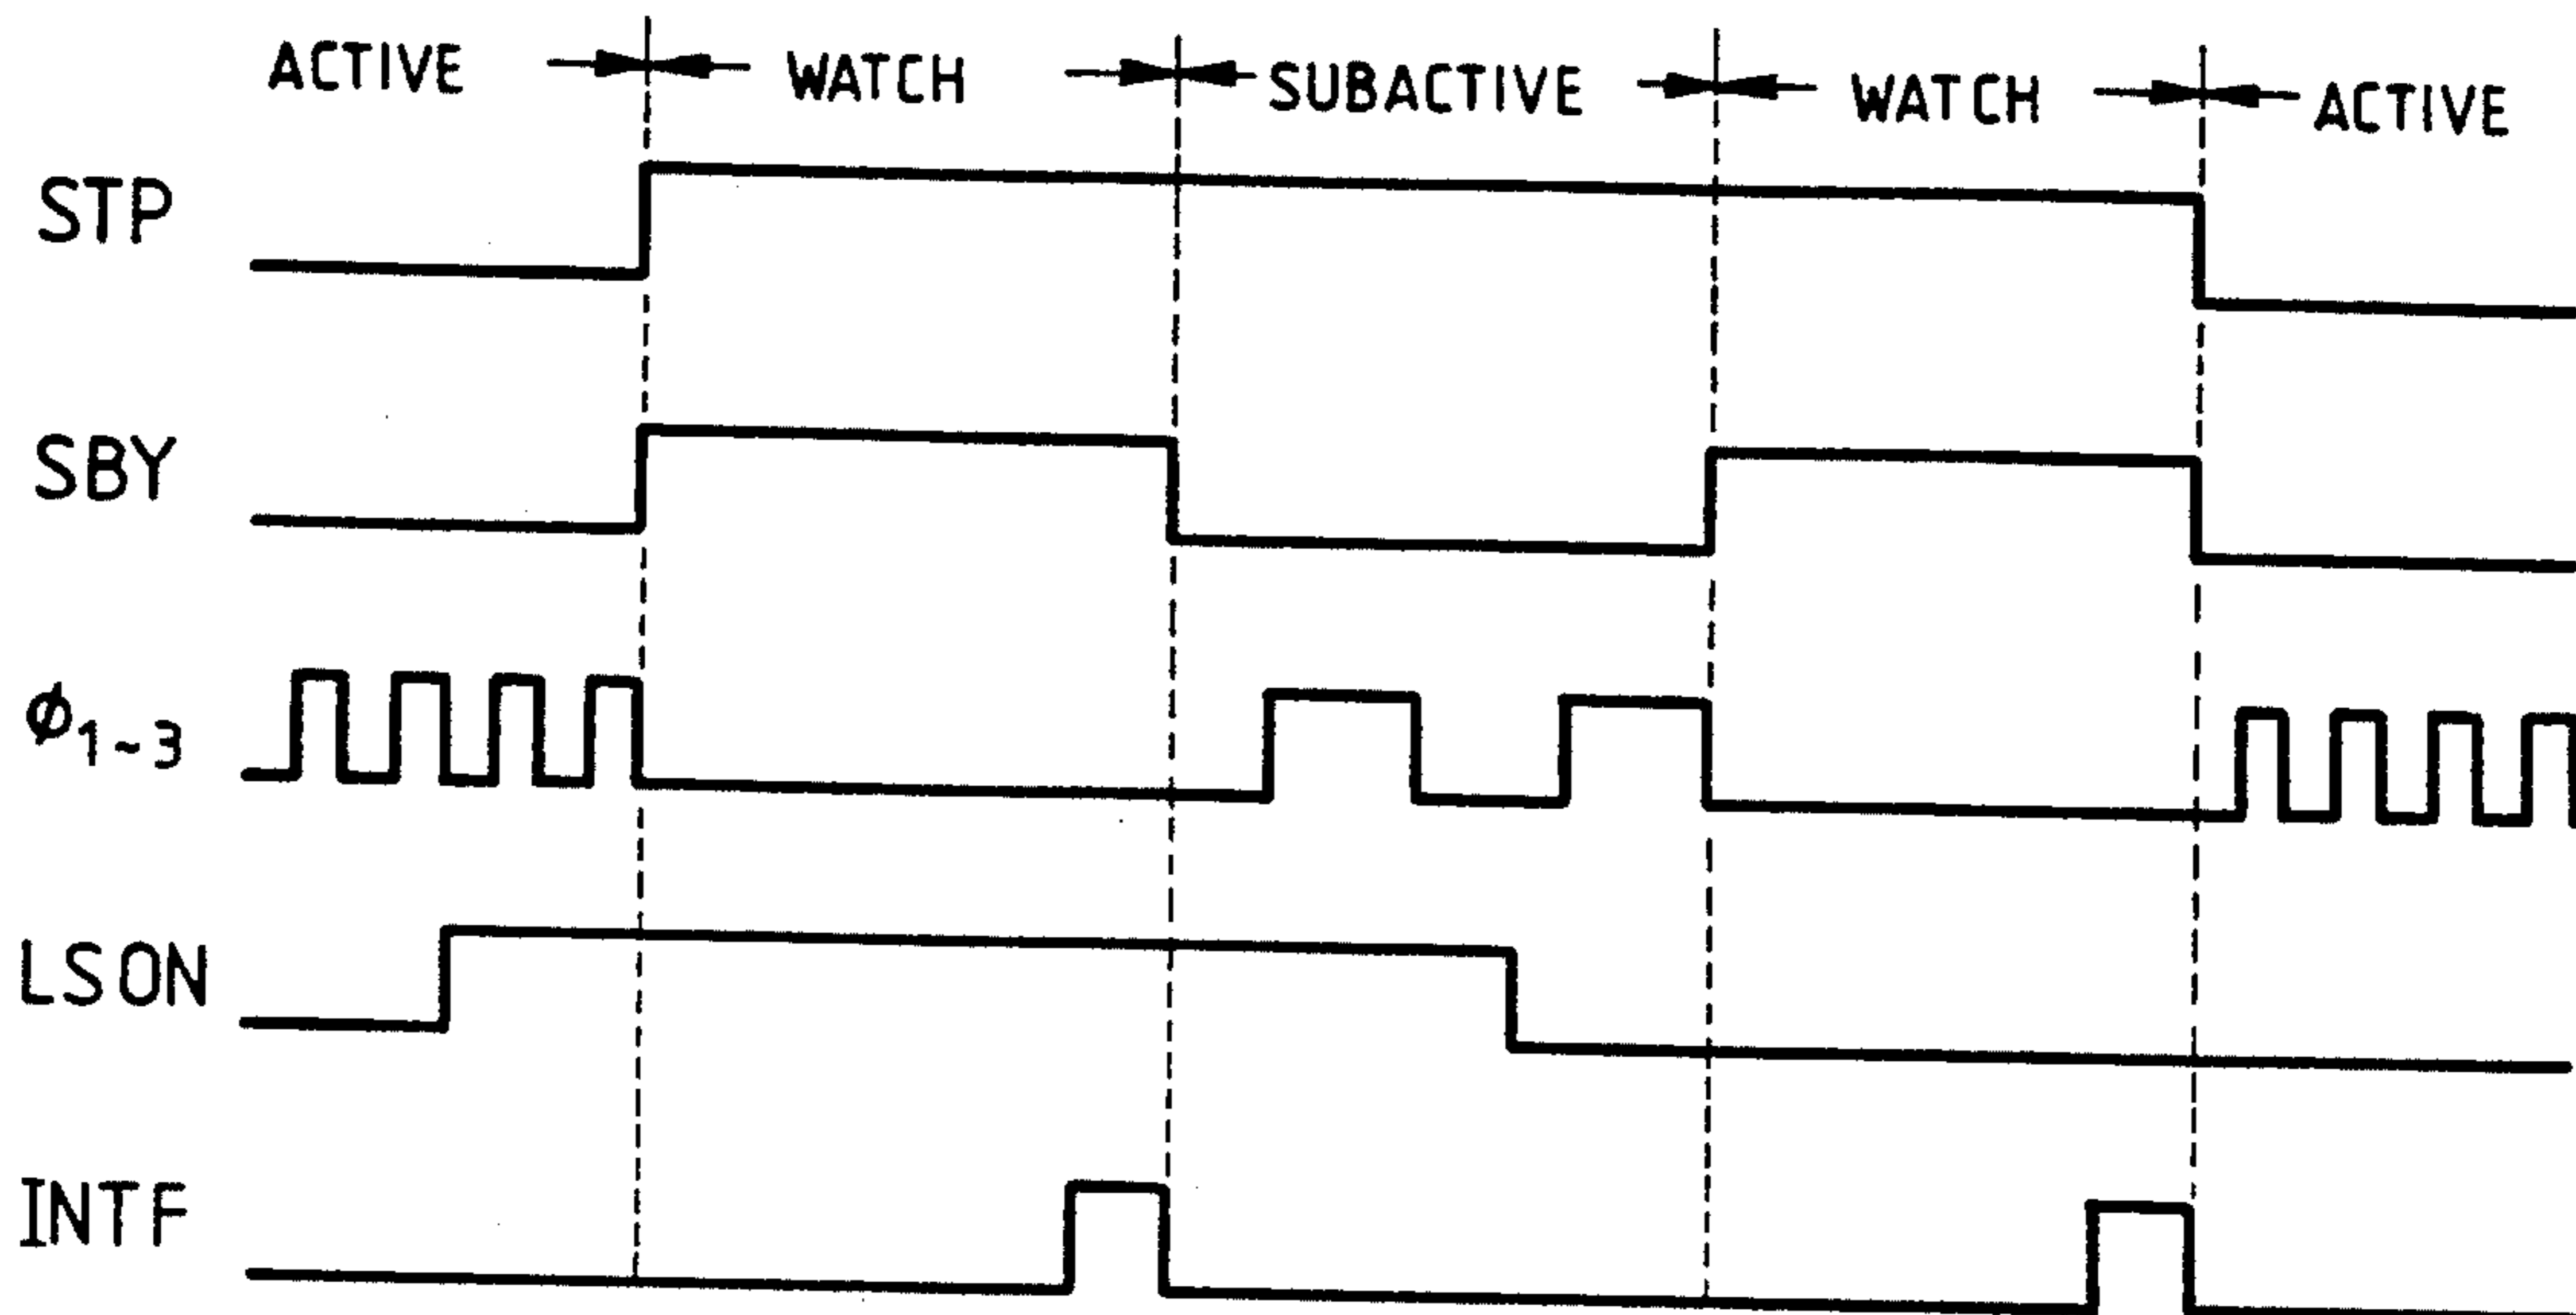 ACTIVE WATCH SUBACTIVE WATCH ACTIVE
STP
SBY
ϕ1~3
LSON
INTF